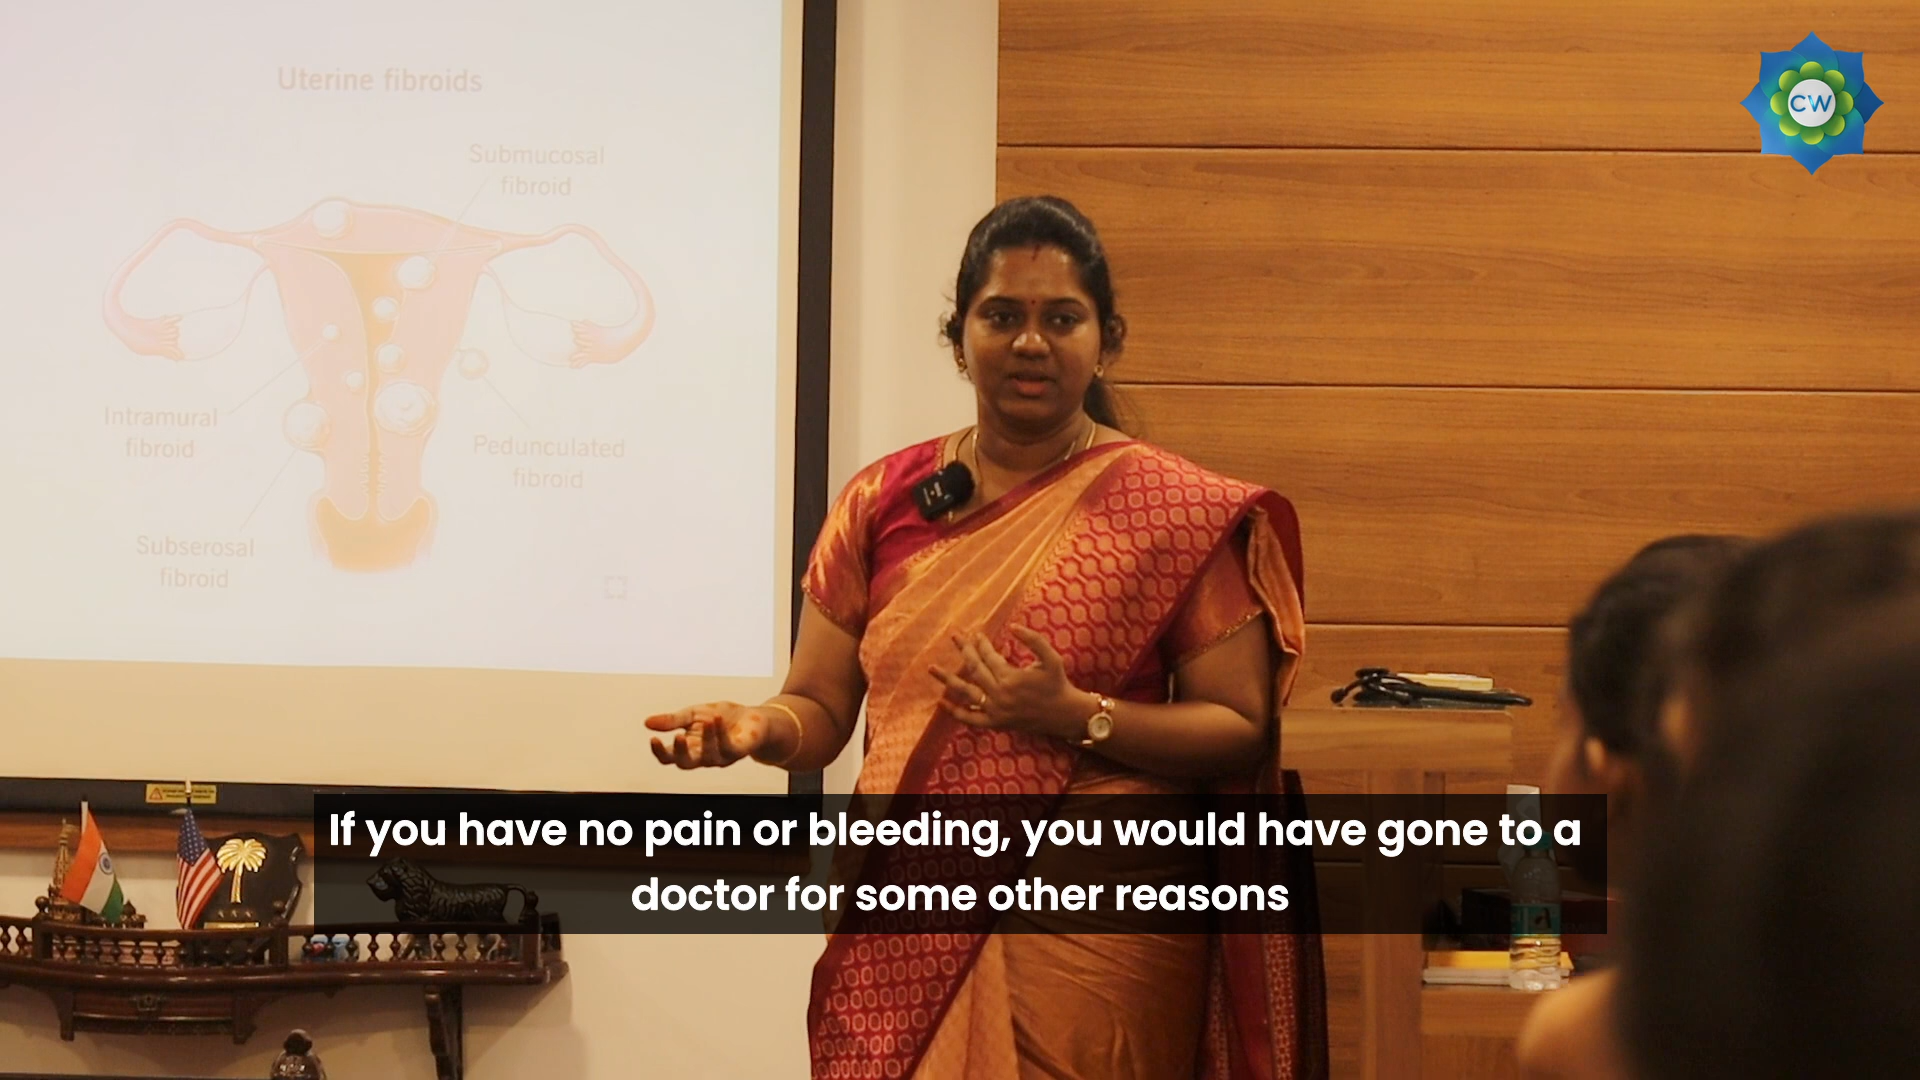 Uterine fibroids
Submucosal
fibroid
Intramural
fibroid
Pedunculated
fibroid
Subserosal
fibroid
CW
If you have no pain or bleeding, you would have gone to a
doctor for some other reasons